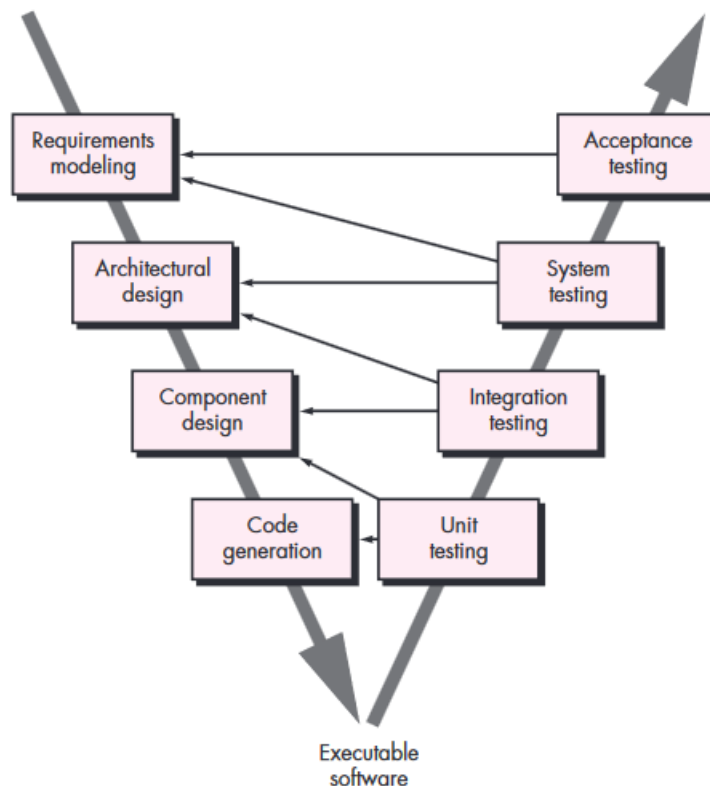 Requirements
modeling
Acceptance
testing
Architectural
design
System
testing
Component
design
Integration
testing
Code
generation
Unit
testing
Executable
software